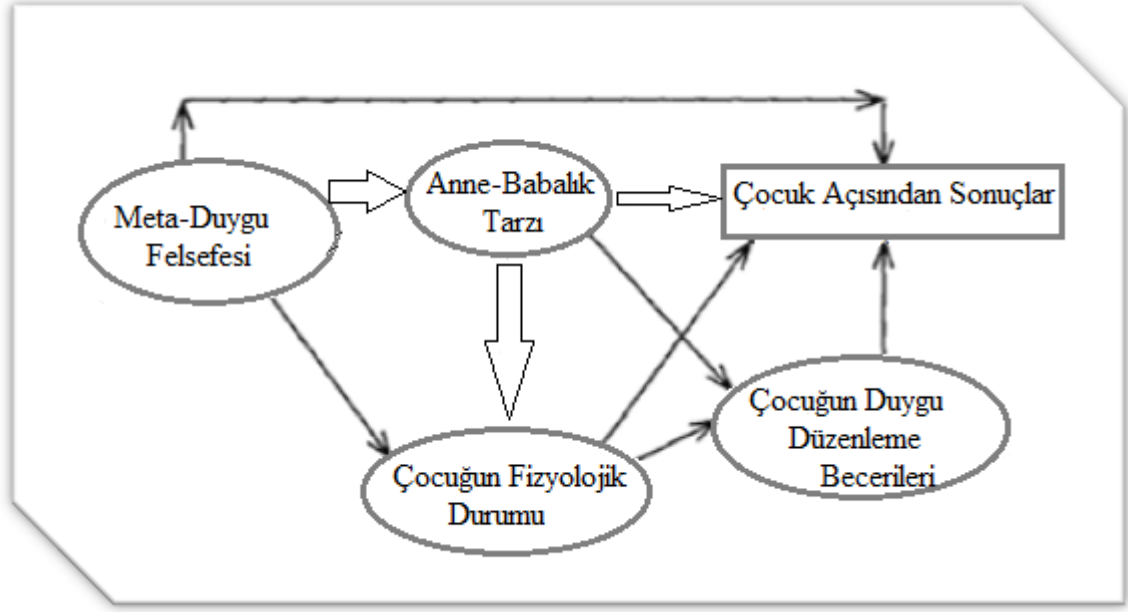 Meta-Duygu
Felsefesi
Anne-Babalık
Tarzı
Çocuk Açısından Sonuçlar
Çocuğun Fizyolojik
Durumu
Çocuğun Duygu
Düzenleme
Becerileri